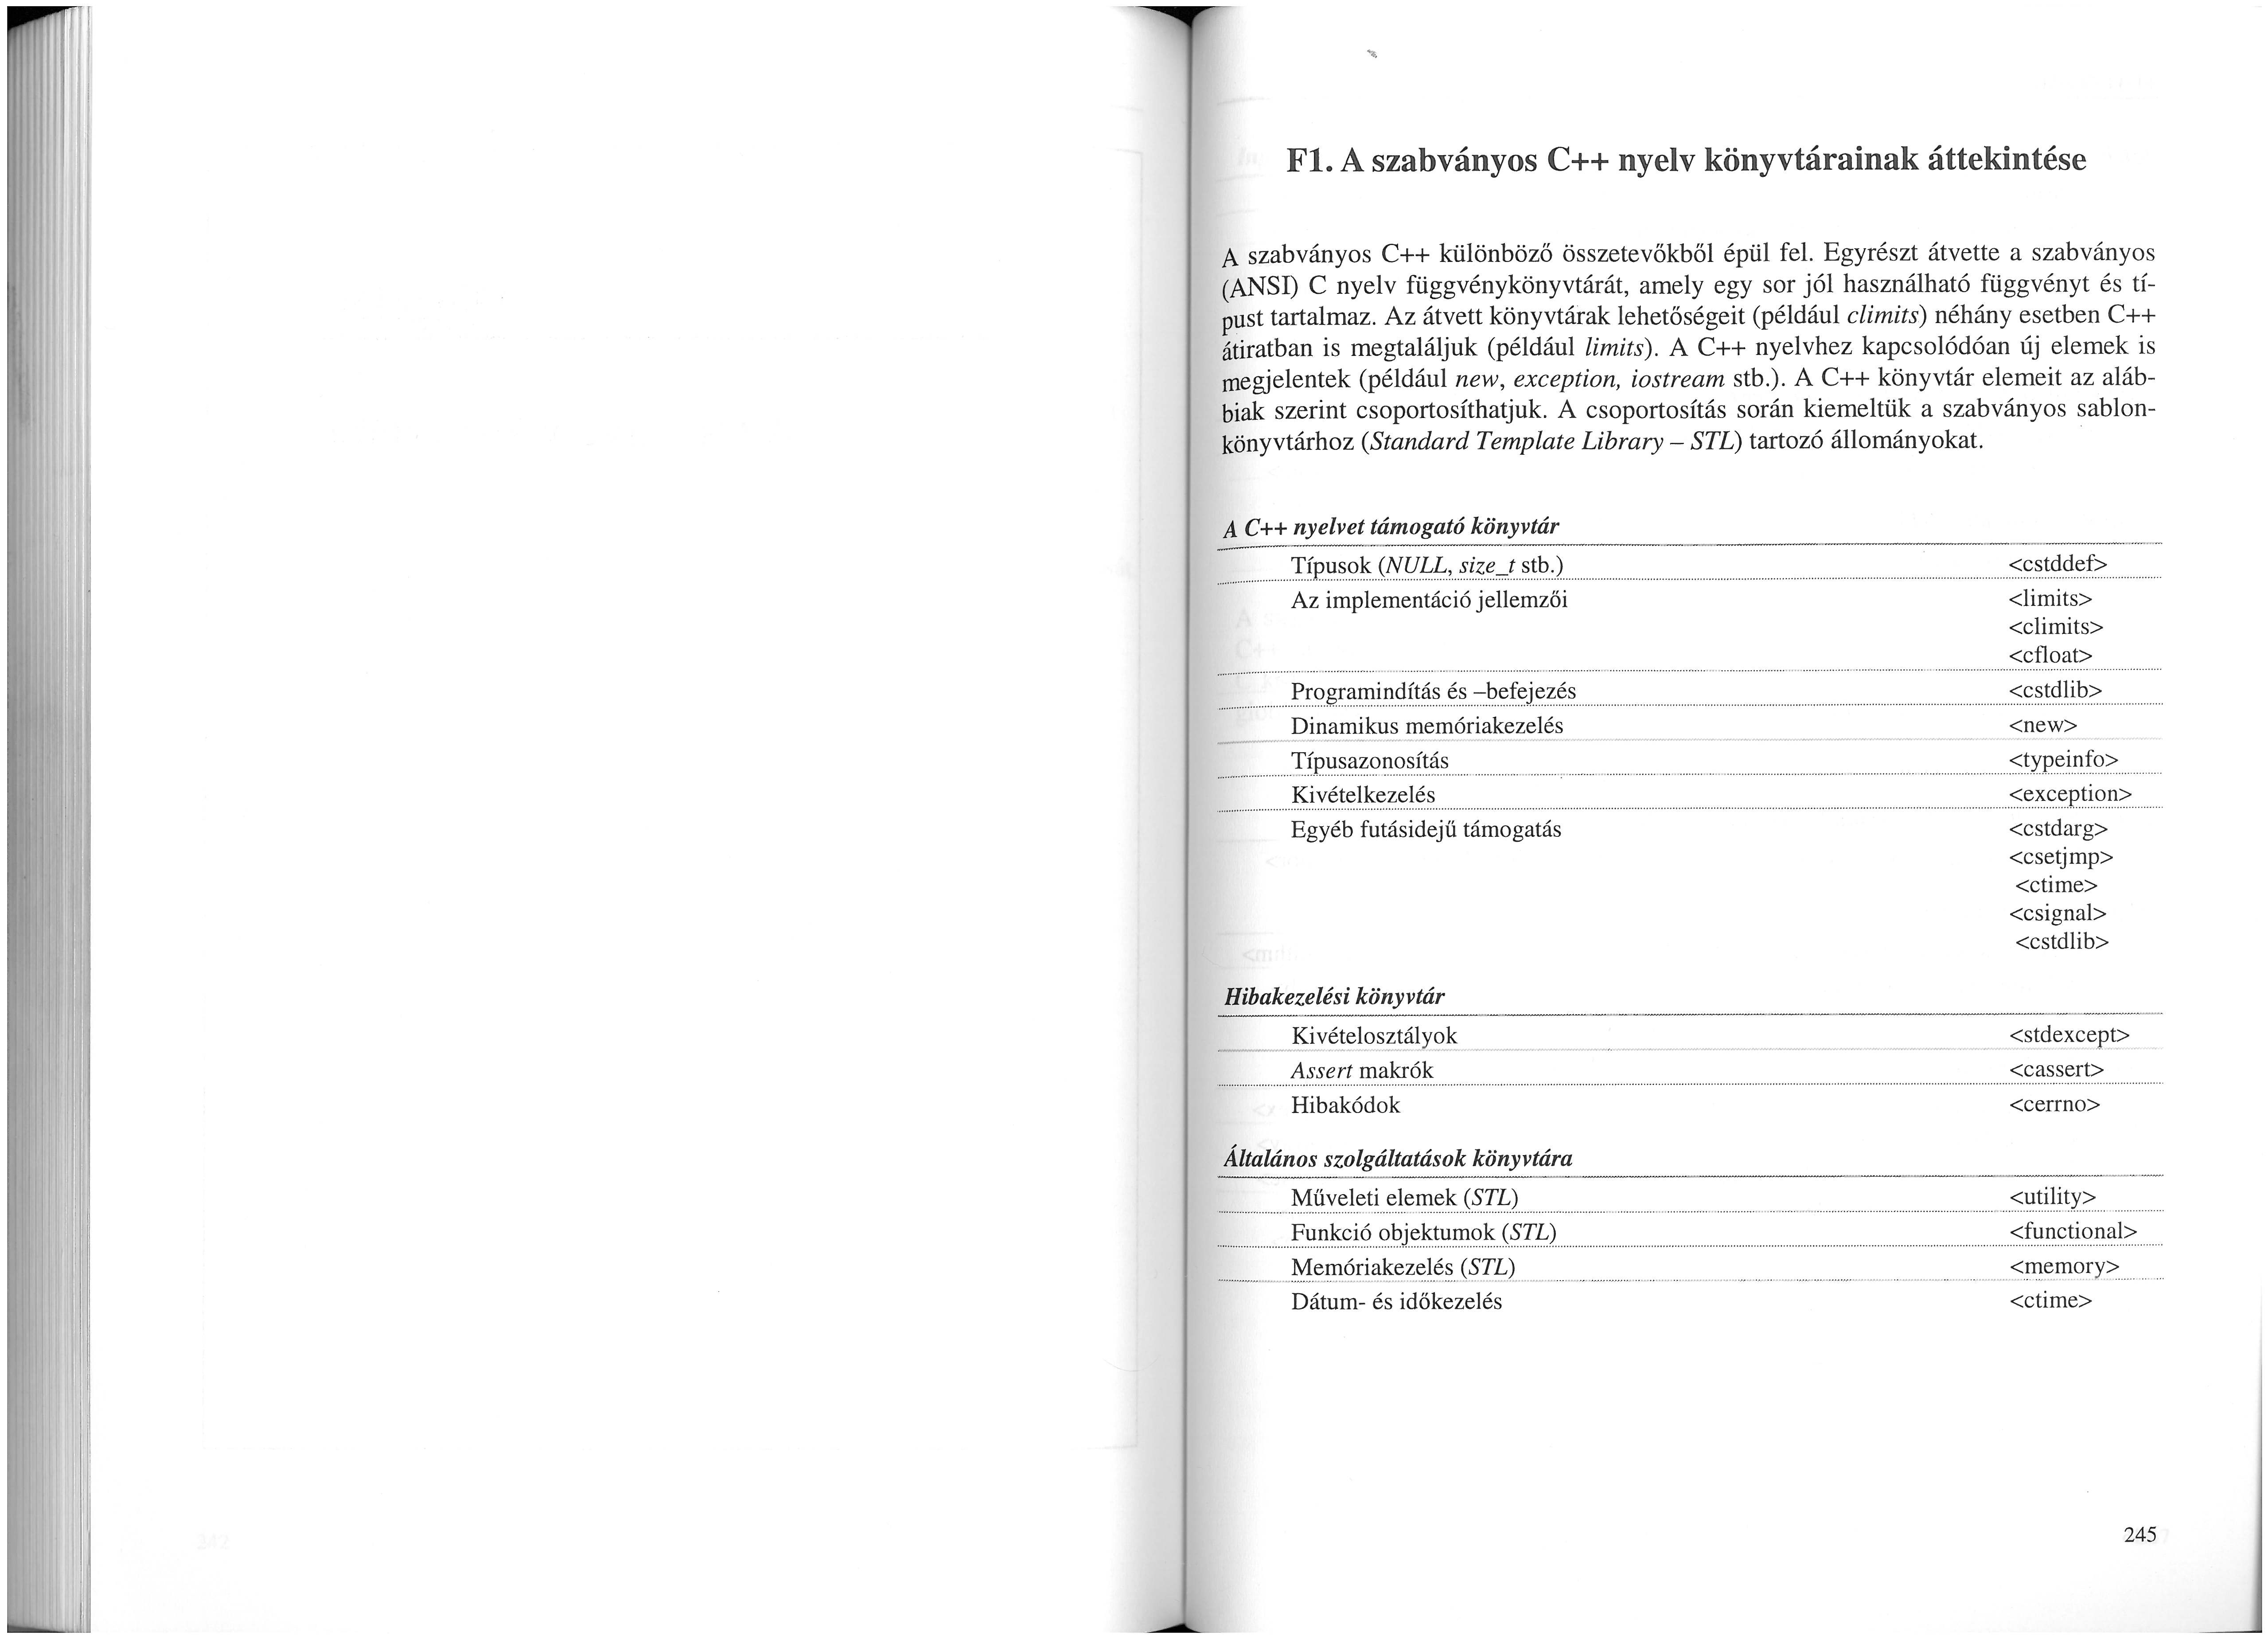 F1. A szabványos C++ nyelv könyvtárainak áttekintése
A szabványos C++ különböző összetevőkből épül fel. Egyrészt átvette a szabványos
(ANSI) C nyelv függvénykönyvtárát, amely egy sor jól használható függvényt és tí-
pust tartalmaz. Az átvett könyvtárak lehetőségeit (például climits) néhány esetben C++
átiratban is megtaláljuk (például limits). A C++ nyelvhez kapcsolódóan új elemek is
megjelentek (például new, exception, iostream stb.). A C++ könyvtár elemeit az aláb-
biak szerint csoportosíthatjuk. A csoportosítás során kiemeltük a szabványos sablon-
könyvtárhoz (Standard Template Library – STL) tartozó állományokat.
A C++ nyelvet támogató könyvtár
Típusok (NULL, size_t stb.) <cstddef>
Az implementáció jellemzői <limits>
<climits>
<cfloat>
Programindítás és –befejezés <cstdlib>
Dinamikus memóriakezelés <new>
Típusazonosítás <typeinfo>
Kivételkezelés <exception>
Egyéb futásidejű támogatás <cstdarg>
<csetjmp>
<ctime>
<csignal>
<cstdlib>
Hibakezelési könyvtár
Kivételosztályok <stdexcept>
Assert makrók <cassert>
Hibakódok <cerrno>
Általános szolgáltatások könyvtára
Műveleti elemek (STL) <utility>
Funkció objektumok (STL) <functional>
Memóriakezelés (STL) <memory>
Dátum- és időkezelés <ctime>
245